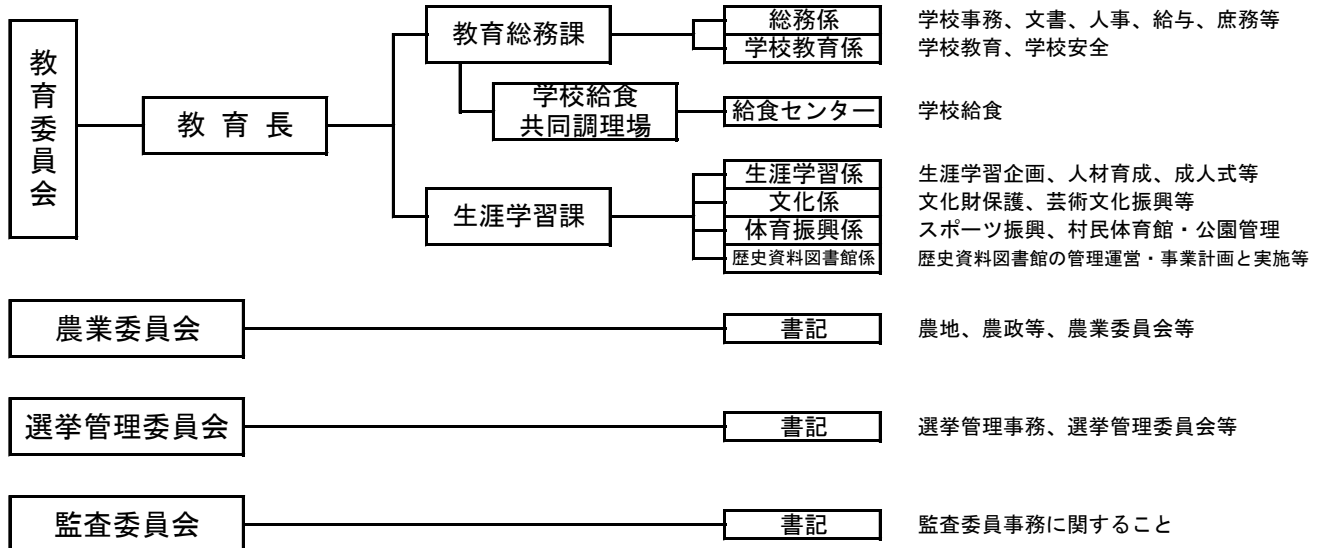 教育委員会
教育長
教育総務課
総務係 学校事務、文書、人事、給与、庶務等
学校教育係 学校教育、学校安全
学校給食
共同調理場
給食センター 学校給食
生涯学習課
生涯学習係 生涯学習企画、人材育成、成人式等
文化係 文化財保護、芸術文化振興等
体育振興係 スポーツ振興、村民体育館・公園管理
歴史資料図書館係 歴史資料図書館の管理運営・事業計画と実施等
農業委員会 書記 農地、農政等、農業委員会等
選挙管理委員会 書記 選挙管理事務、選挙管理委員会等
監査委員会 書記 監査委員事務に関すること